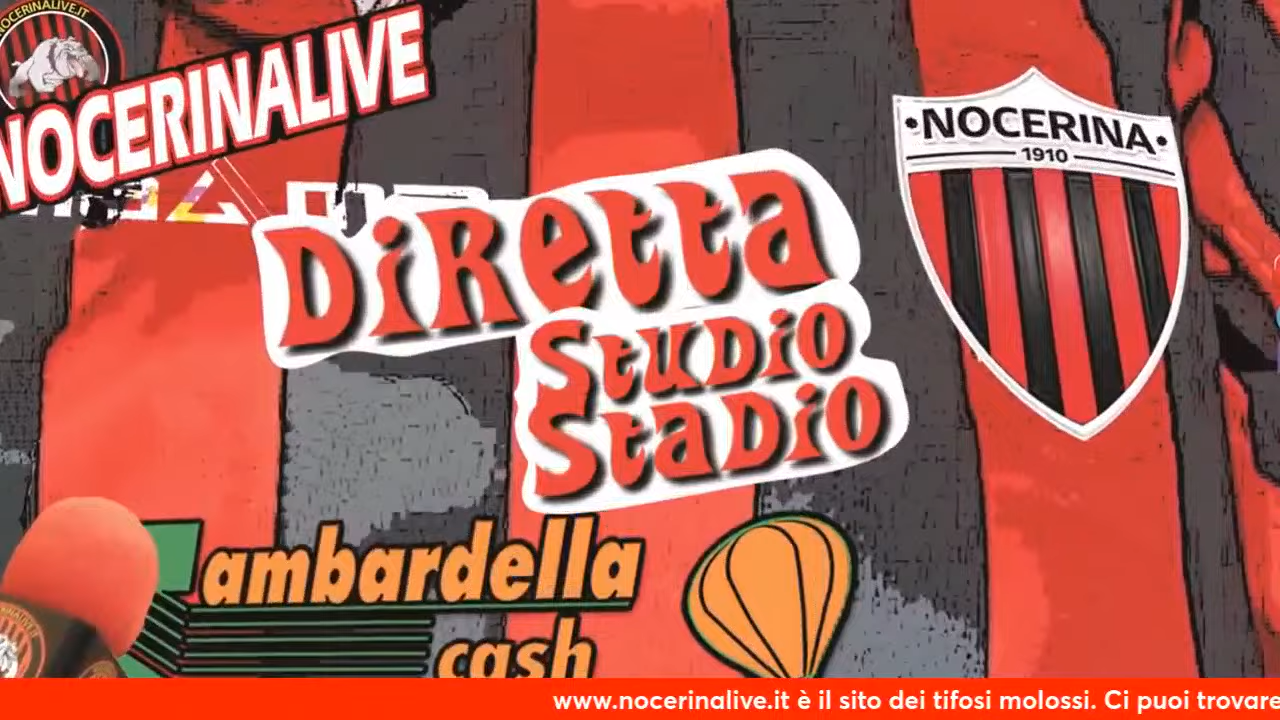 NOCERINALIVE.IT
NOCERINALIVE
•NOCERINA•
1910
Diretta
Studio
Stadio
ambardella
cash
www.nocerinalive.it è il sito dei tifosi molossi. Ci puoi trovare